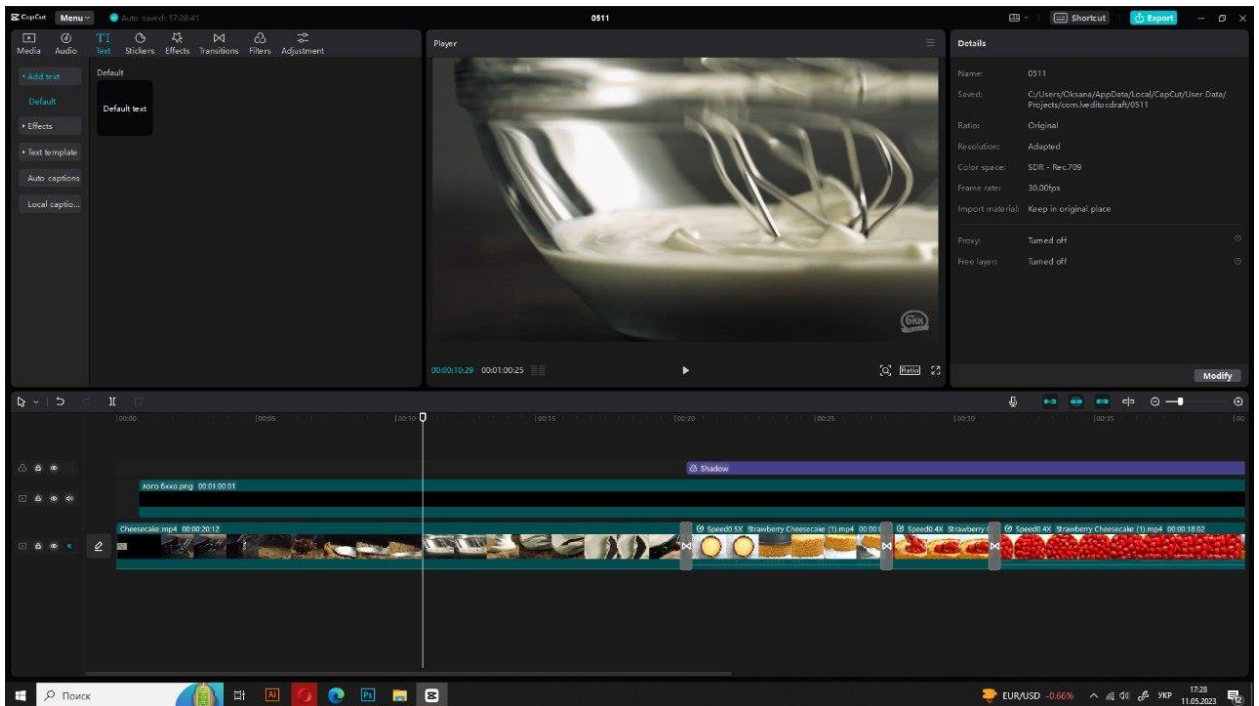 CapCut Menu Auto saved: 17:28:41 0511 Shortcut Export
Media Audio Text Stickers Effects Transitions Filters Adjustment
Add text
Default
Effects
Text template
Auto captions
Local captio...
Default
Default text
Player
бкк
00:00:10:29 00:01:00:25
Ratio
Details
Name: 0511
Saved: C:/Users/Oksana/AppData/Local/CapCut/User Data/
Projects/com.lveditor.draft/0511
Ratio: Original
Resolution: Adapted
Color space: SDR - Rec.709
Frame rate: 30.00fps
Import material: Keep in original place
Proxy: Turned off
Free layer: Turned off
Modify
00:00 00:05 00:10 00:15 00:20 00:25 00:30 00:35
Shadow
лого бкко.png 00:01:00:01
Cheesecake.mp4 00:00:20:12 Speed0.5X Strawberry Cheesecake (1).mp4 Speed0.4X Strawberry Speed0.4X Strawberry Cheesecake (1).mp4 00:00:18:02
Поиск
Ai
Ps
EUR/USD -0.66%
УКР
17:28
11.05.2023